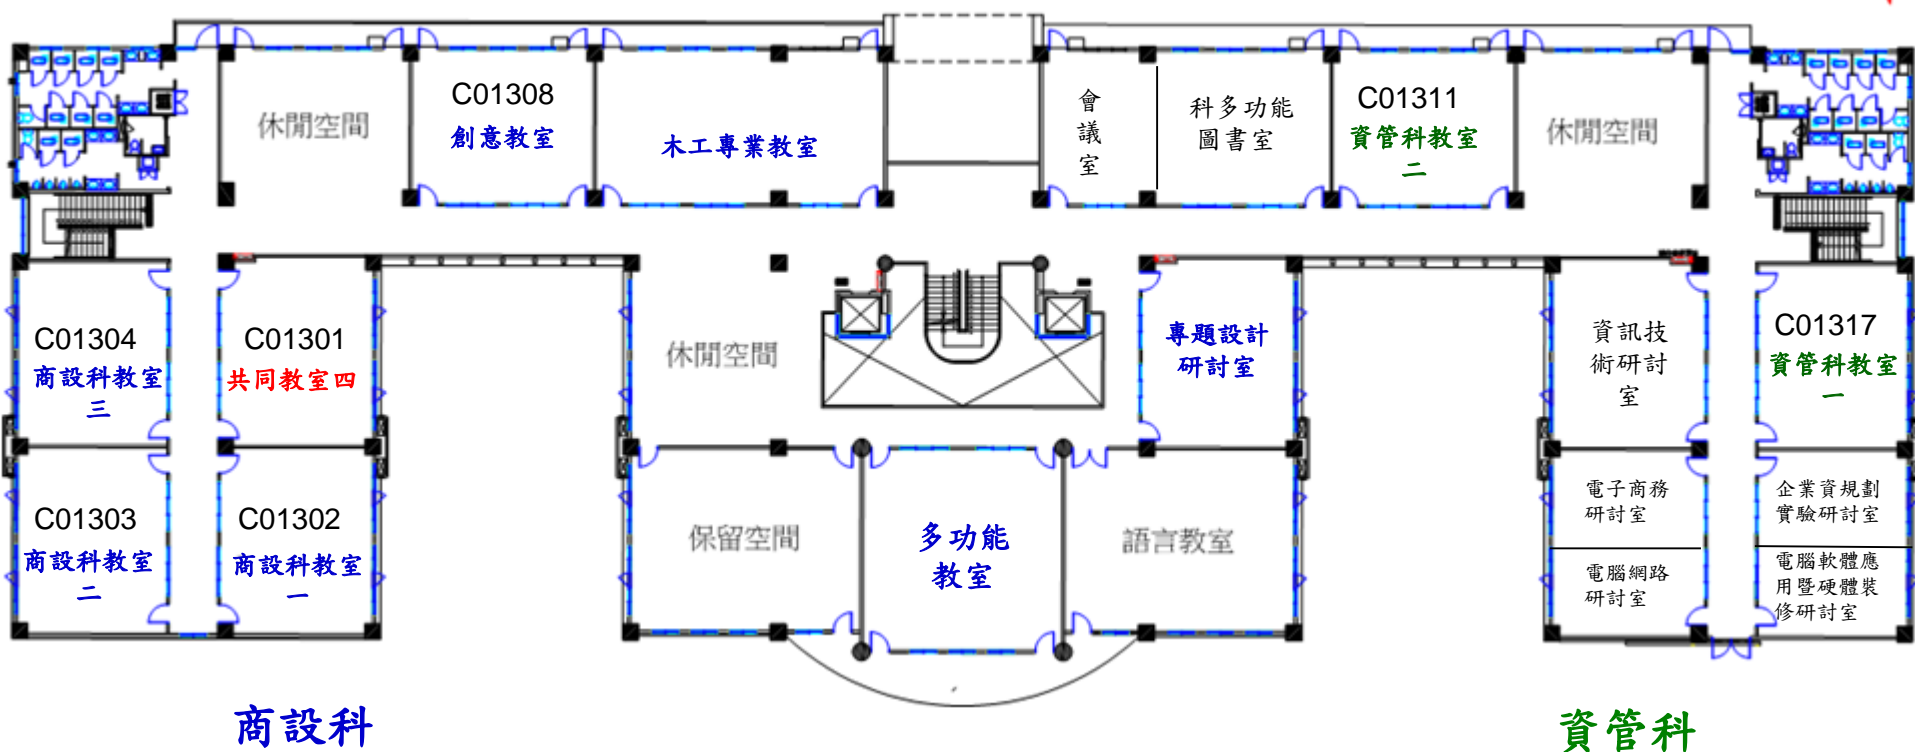 休閒空間
C01308
創意教室
木工專業教室
會
議
室
科多功能
圖書室
C01311
資管科教室
二
休閒空間
C01304
商設科教室
三
C01301
共同教室四
休閒空間
專題設計
研討室
資訊技
術研討
室
C01317
資管科教室
一
C01303
商設科教室
二
C01302
商設科教室
一
保留空間
多功能
教室
語言教室
電子商務
研討室
電腦網路
研討室
企業資規劃
實驗研討室
電腦軟體應
用暨硬體裝
修研討室
商設科
資管科